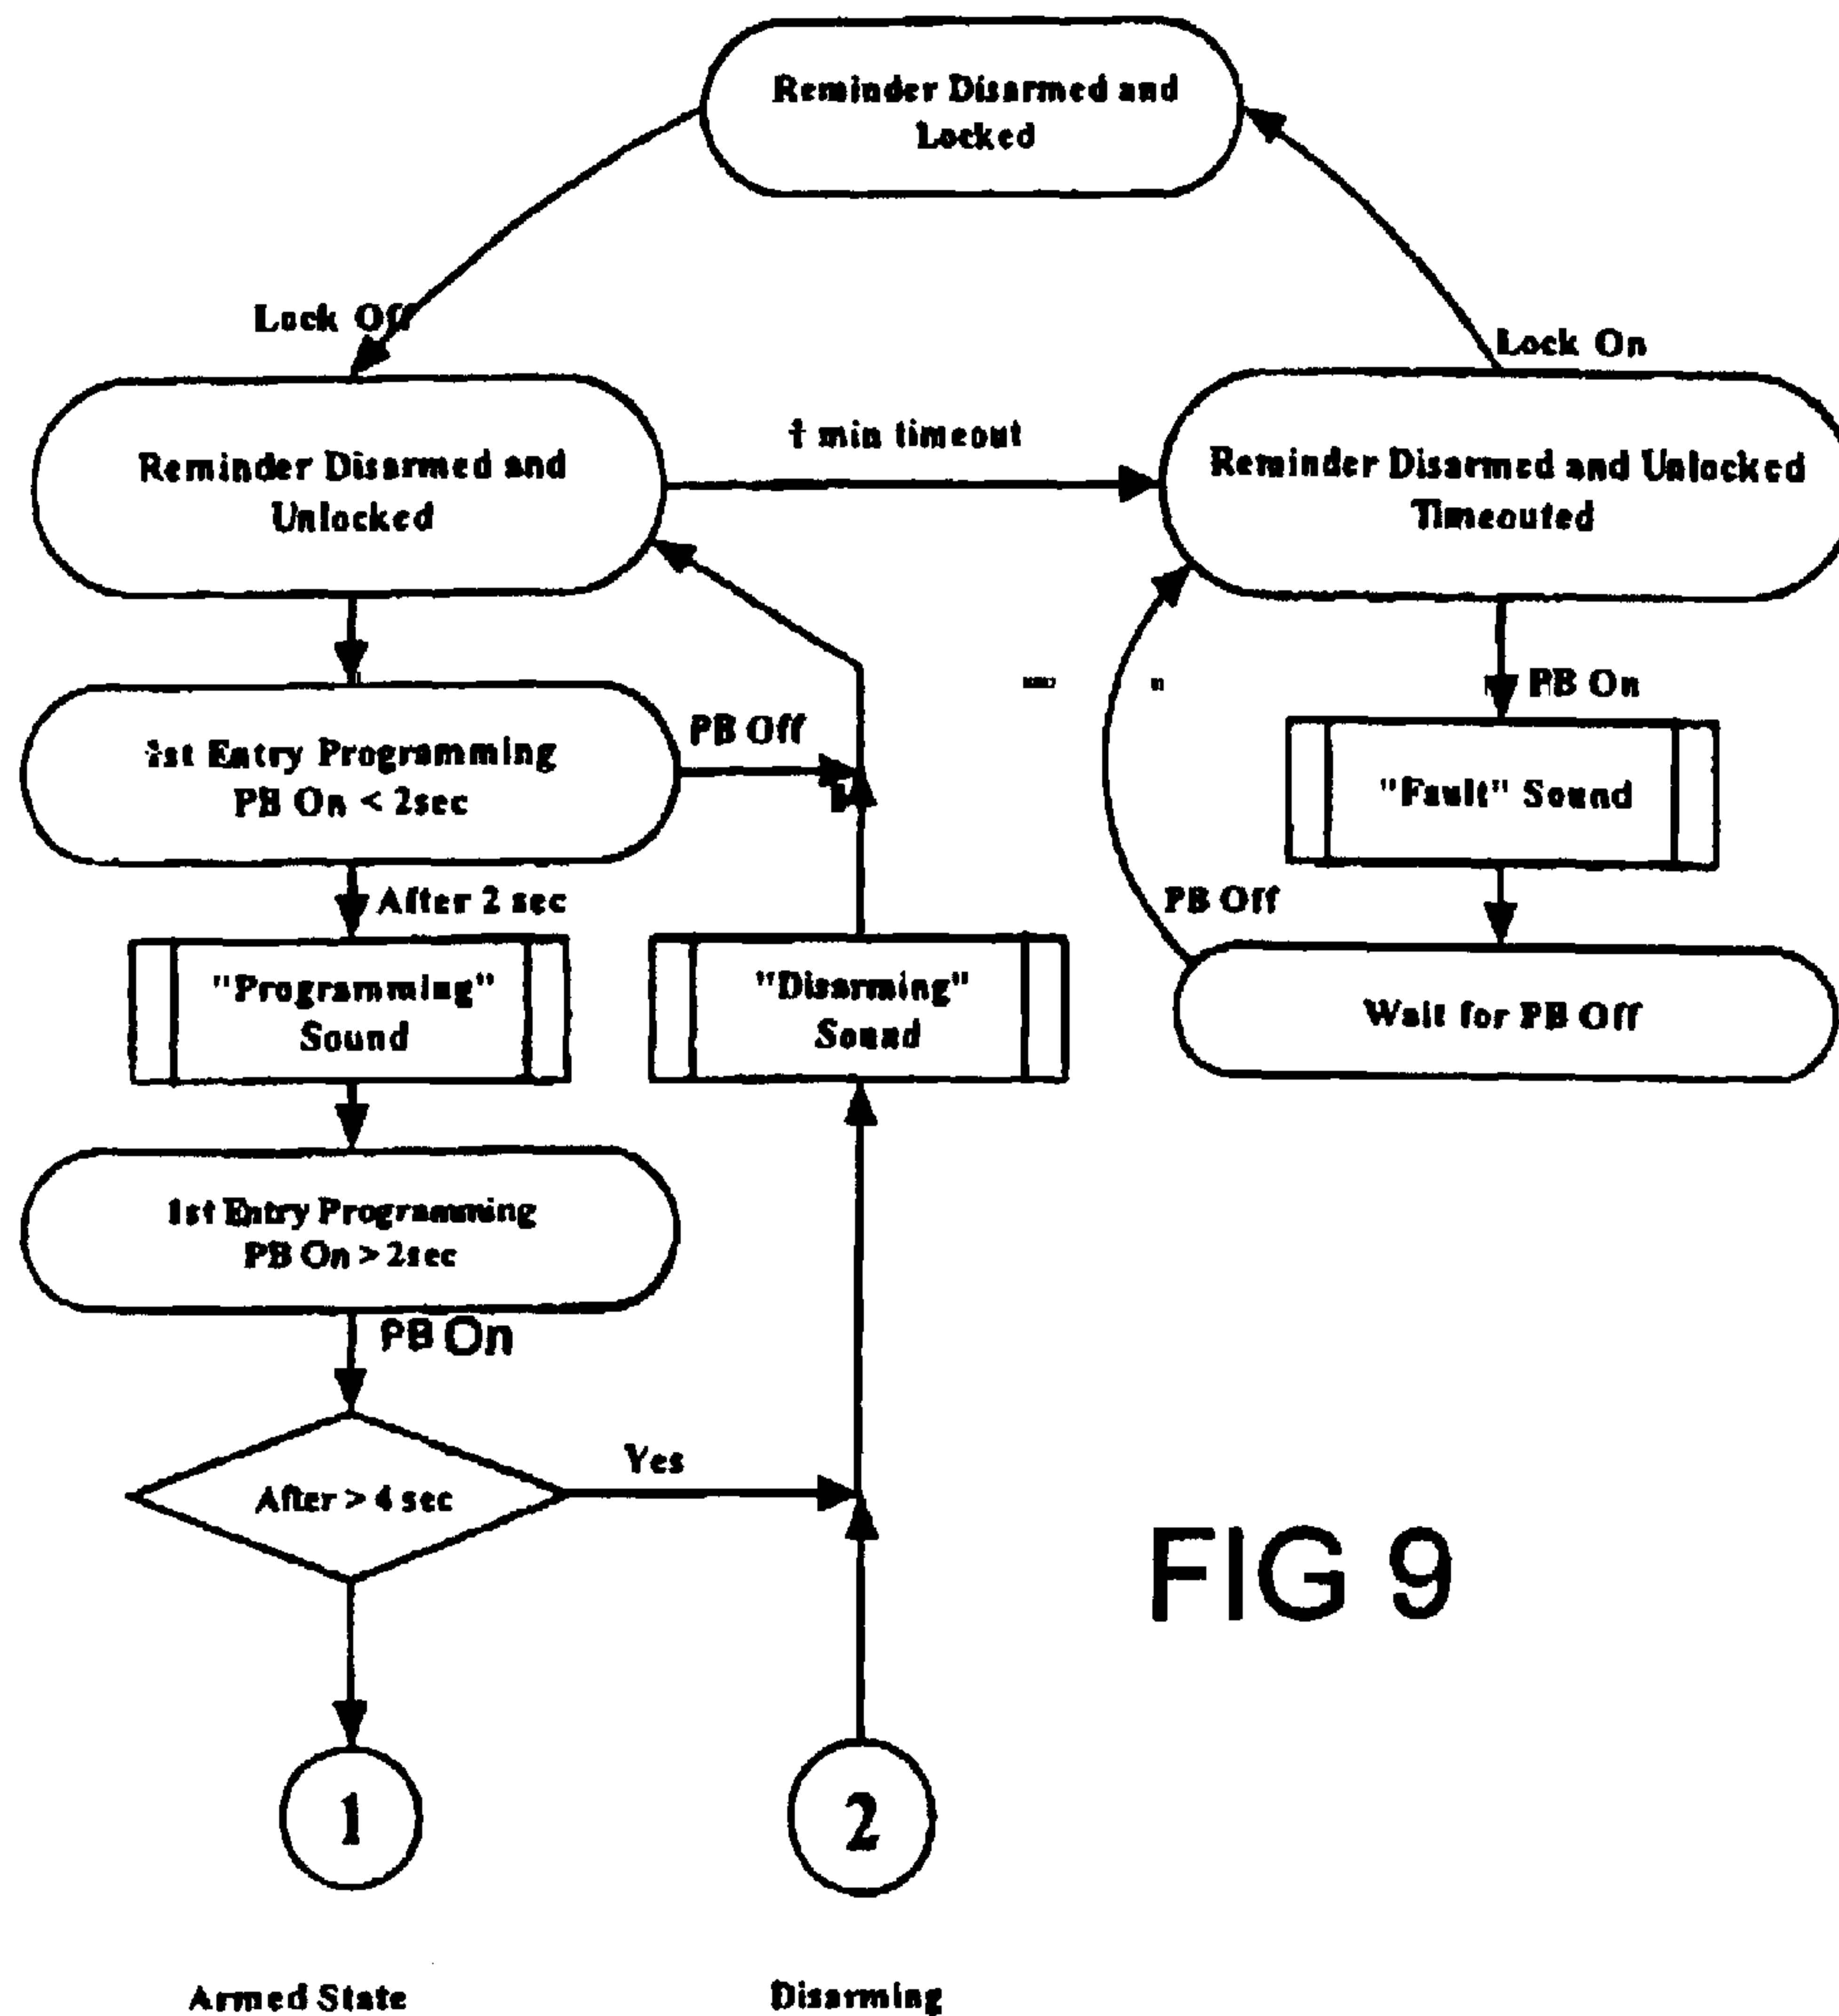 Reminder Disarmed and
Locked
Lock Off
Lock On
Reminder Disarmed and
Unlocked
1 min timeout
Reminder Disarmed and Unlocked
Timeouted
PB On
1st Entry Programming
PB On < 2sec
PB Off
"Fault" Sound
After 2 sec
PB Off
"Programming"
Sound
"Disarming"
Sound
Wait for PB Off
1st Entry Programming
PB On > 2sec
PB On
After > 4 sec
Yes
FIG 9
1
2
Armed State
Disarming